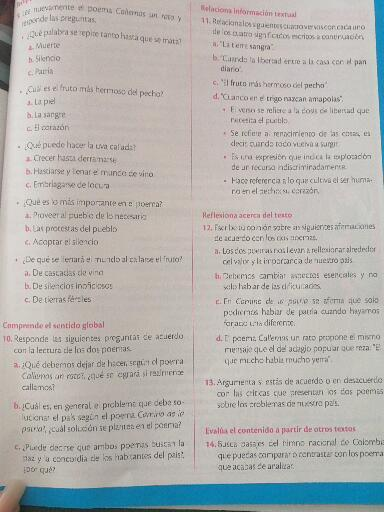 9. Lee nuevamente el poema Callemos un rato y
responde las preguntas.
• ¿Qué palabra se repite tanto hasta que se mata?
a. Muerte
b. Silencio
c. Patria
• ¿Cuál es el fruto más hermoso del pecho?
a. La piel
b. La sangre
c. El corazón
• ¿Qué puede hacer la uva callada?
a. Crecer hasta derramarse
b. Hastiarse y llenar el mundo de vino
c. Embriagarse de locura
• ¿Qué es lo más importante en el poema?
a. Proveer al pueblo de lo necesario
b. Las protestas del pueblo
c. Adoptar el silencio
• ¿De qué se llenará el mundo al callarse el fruto?
a. De cascadas de vino
b. De silencios inoficiosos
c. De tierras fértiles
Comprende el sentido global
10. Responde las siguientes preguntas de acuerdo
con la lectura de los dos poemas.
a. ¿Qué debemos dejar de hacer, según el poema
Callemos un rato?, ¿qué se logrará si realmente
callamos?
b. ¿Cuál es, en general, el problema que debe so-
lucionar el país según el poema Camino de la
patria?, ¿cuál solución se plantea en el poema?
c. ¿Puede decirse que ambos poemas buscan la
paz y la concordia de los habitantes del país?,
¿por qué?
Relaciona información textual
11. Relaciona los siguientes cuatro versos con cada uno
de los cuatro significados escritos a continuación.
a. "La tierra sangra".
b. "Cuando la libertad entre a la casa con el pan
diario".
c. "El fruto más hermoso del pecho"
d. "Cuando en el trigo nazcan amapolas".
• El verso se refiere a la dosis de libertad que
necesita el pueblo.
• Se refiere al renacimiento de las cosas, es
decir, cuando todo vuelva a surgir.
• Es una expresión que indica la explotación
de un recurso indiscriminadamente.
• Hace referencia a lo que cultiva el ser huma-
no en el pecho: su corazón.
Reflexiona acerca del texto
12. Escribe tu opinión sobre las siguientes afirmaciones
de acuerdo con los dos poemas.
a. Los dos poemas nos llevan a reflexionar alrededor
del valor y la importancia de nuestro país.
b. Debemos cambiar aspectos esenciales y no
solo hablar de las dificultades.
c. En Camino de la patria se afirma que solo
podremos hablar de patria cuando hayamos
forjado una diferente.
d. El poema Callemos un rato propone el mismo
mensaje que el del adagio popular que reza: "El
que mucho habla mucho yerra".
13. Argumenta si estás de acuerdo o en desacuerdo
con las críticas que presentan los dos poemas
sobre los problemas de nuestro país.
Evalúa el contenido a partir de otros textos
14. Busca pasajes del himno nacional de Colombia
que puedas comparar o contrastar con los poemas
que acabas de analizar.